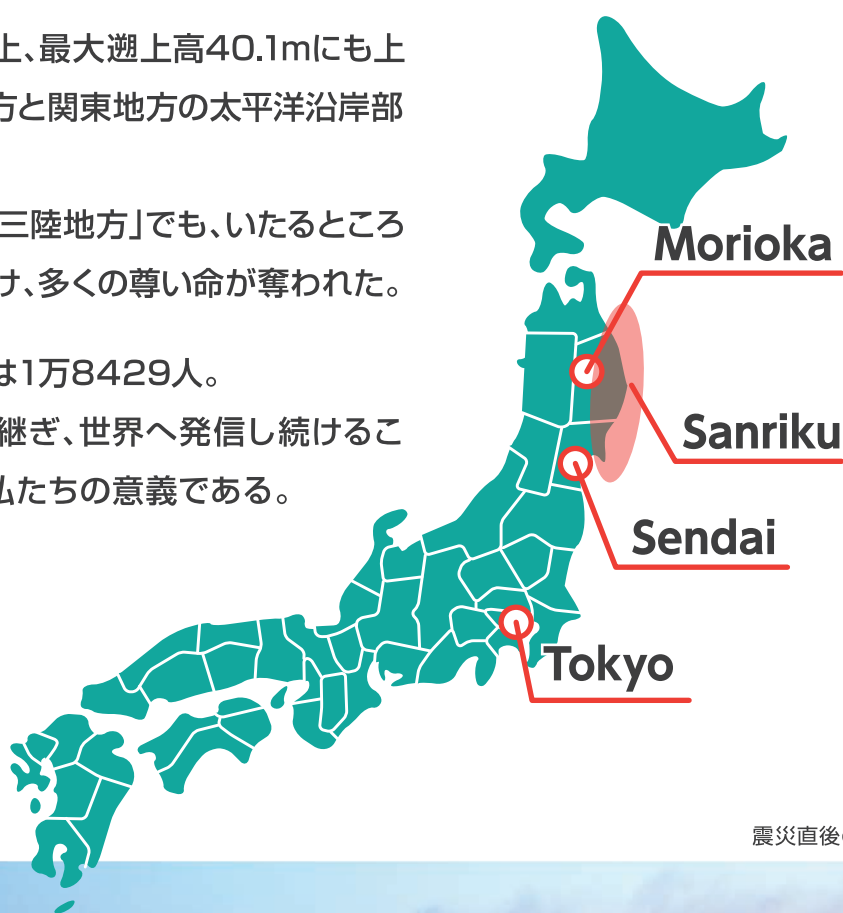 上、最大遡上高40.1mにも上
方と関東地方の太平洋沿岸部
三陸地方」でも、いたるところ
け、多くの尊い命が奪われた。
は1万8429人。
継ぎ、世界へ発信し続けるこ
私たちの意義である。
Morioka
Sanriku
Sendai
Tokyo
震災直後